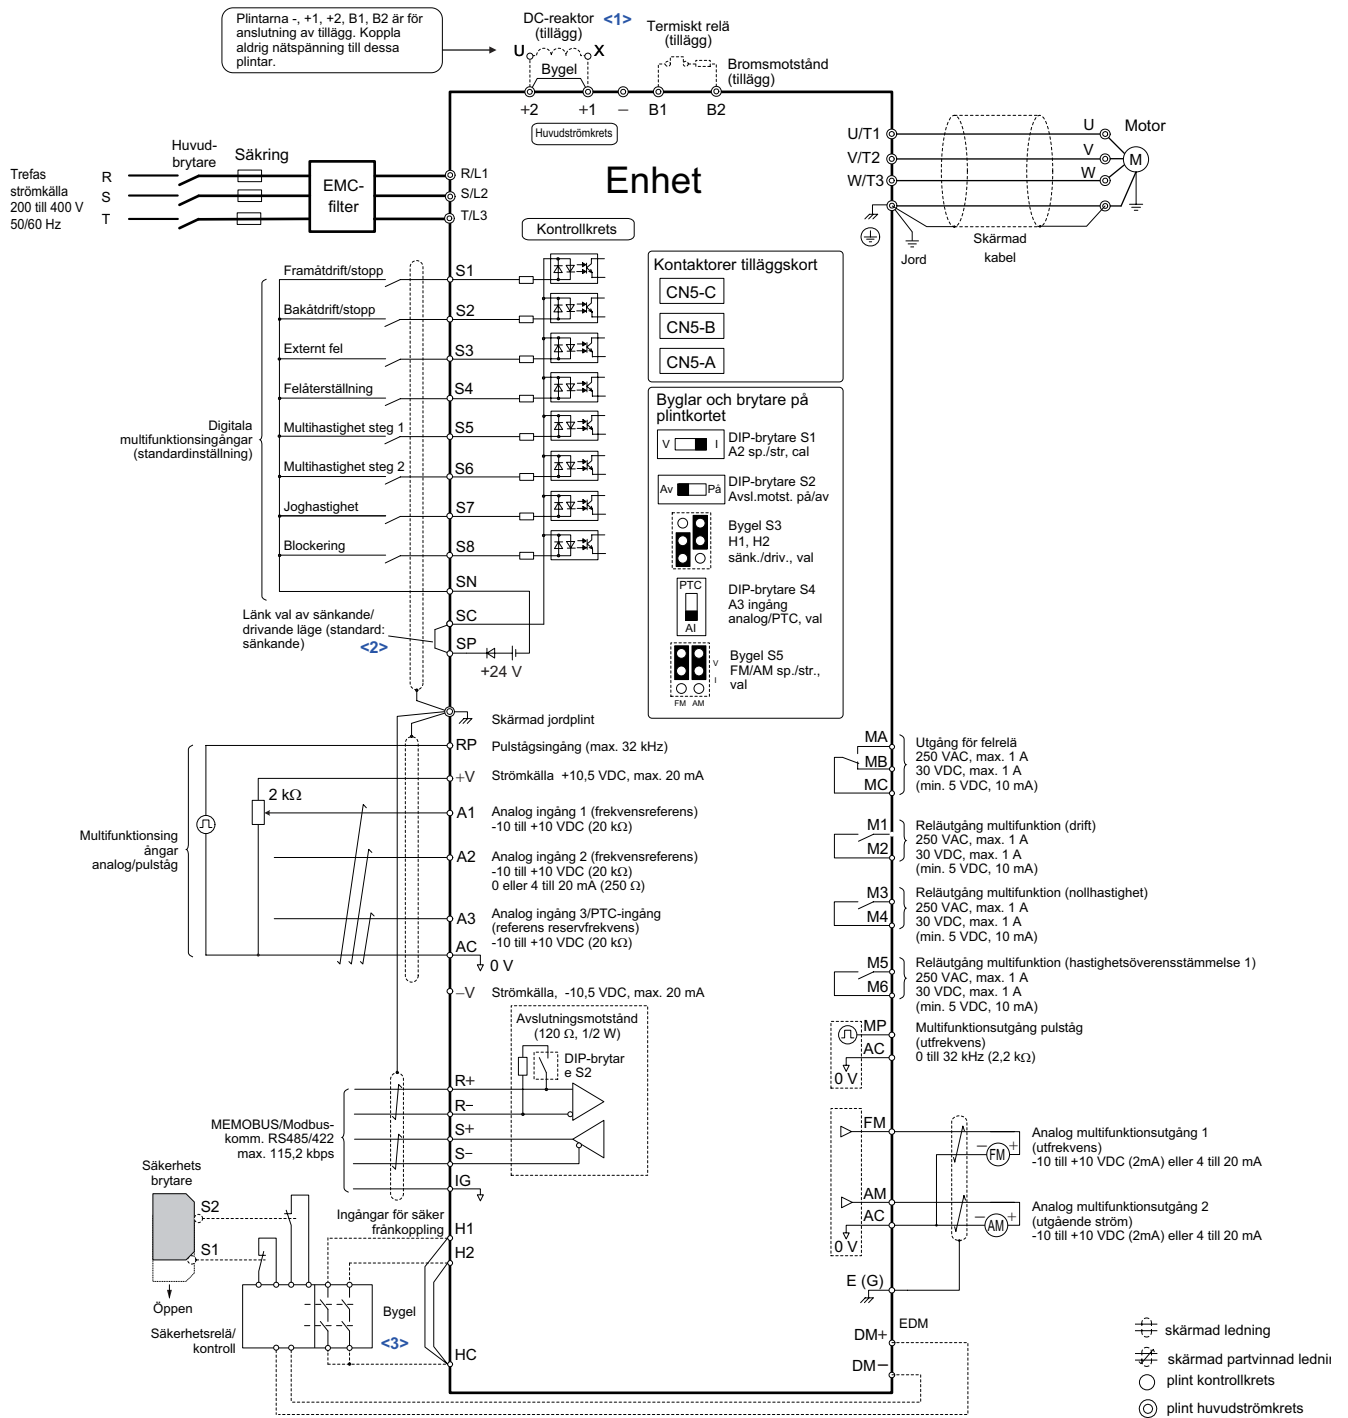 Plintarna -, +1, +2, B1, B2 är för
anslutning av tillägg. Koppla
aldrig nätspänning till dessa
plintar.
DC-reaktor <1>
(tillägg)
U
X
Bygel
Termiskt relä
(tillägg)
Bromsmotstånd
(tillägg)
+2
+1
−
B1
B2
Huvudströmkrets
Enhet
Trefas
strömkälla
200 till 400 V
50/60 Hz
R
S
T
Huvud-
brytare
Säkring
EMC-
filter
R/L1
S/L2
T/L3
U/T1
V/T2
W/T3
U
V
W
Motor
M
Jord
Skärmad
kabel
Kontrollkrets
Digitala
multifunktionsingångar
(standardinställning)
Framåtdrift/stopp
S1
Bakåtdrift/stopp
S2
Externt fel
S3
Felåterställning
S4
Multihastighet steg 1
S5
Multihastighet steg 2
S6
Joghastighet
S7
Blockering
S8
SN
SC
SP
+24 V
Länk val av sänkande/
drivande läge (standard:
sänkande)
<2>
Kontaktorer tilläggskort
CN5-C
CN5-B
CN5-A
Byglar och brytare på
plintkortet
V
I
DIP-brytare S1
A2 sp./str, cal
Av
På
DIP-brytare S2
Avsl.motst. på/av
Bygel S3
H1, H2
sänk./driv., val
PTC
AI
DIP-brytare S4
A3 ingång
analog/PTC, val
V
I
FM AM
Bygel S5
FM/AM sp./str.,
val
Skärmad jordplint
Multifunktionsing
ångar
analog/pulståg
2 kΩ
RP
Pulstågsingång (max. 32 kHz)
+V
Strömkälla +10,5 VDC, max. 20 mA
A1
Analog ingång 1 (frekvensreferens)
-10 till +10 VDC (20 kΩ)
A2
Analog ingång 2 (frekvensreferens)
-10 till +10 VDC (20 kΩ)
0 eller 4 till 20 mA (250 Ω)
A3
Analog ingång 3/PTC-ingång
(referens reservfrekvens)
-10 till +10 VDC (20 kΩ)
AC
0 V
−V
Strömkälla, -10,5 VDC, max. 20 mA
MA
MB
MC
Utgång för felrelä
250 VAC, max. 1 A
30 VDC, max. 1 A
(min. 5 VDC, 10 mA)
M1
M2
Reläutgång multifunktion (drift)
250 VAC, max. 1 A
30 VDC, max. 1 A
(min. 5 VDC, 10 mA)
M3
M4
Reläutgång multifunktion (nollhastighet)
250 VAC, max. 1 A
30 VDC, max. 1 A
(min. 5 VDC, 10 mA)
M5
M6
Reläutgång multifunktion (hastighetsöverensstämmelse 1)
250 VAC, max. 1 A
30 VDC, max. 1 A
(min. 5 VDC, 10 mA)
MP
AC
0 V
Multifunktionsutgång pulståg
(utfrekvens)
0 till 32 kHz (2,2 kΩ)
Avslutningsmotstånd
(120 Ω, 1/2 W)
DIP-brytar
e S2
MEMOBUS/Modbus-
komm. RS485/422
max. 115,2 kbps
R+
R−
S+
S−
IG
FM
− FM +
Analog multifunktionsutgång 1
(utfrekvens)
-10 till +10 VDC (2mA) eller 4 till 20 mA
AM
AC
0 V
− AM +
Analog multifunktionsutgång 2
(utgående ström)
-10 till +10 VDC (2mA) eller 4 till 20 mA
E (G)
Säkerhets
brytare
S2
S1
Öppen
Säkerhetsrelä/
kontroll
Ingångar för säker
frånkoppling
H1
H2
Bygel
<3>
HC
EDM
DM+
DM−
skärmad ledning
skärmad partvinnad ledni
plint kontrollkrets
plint huvudströmkrets